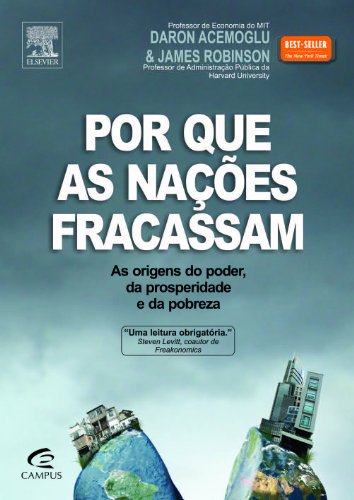 ELSEVIER
Professor de Economia do MIT
DARON ACEMOGLU
& JAMES ROBINSON
Professor de Administração Pública da
Harvard University
BEST-SELLER
The New York Times
POR QUE
AS NAÇÕES
FRACASSAM
As origens do poder,
da prosperidade
e da pobreza
"Uma leitura obrigatória."
Steven Levitt, coautor de
Freakonomics
CAMPUS